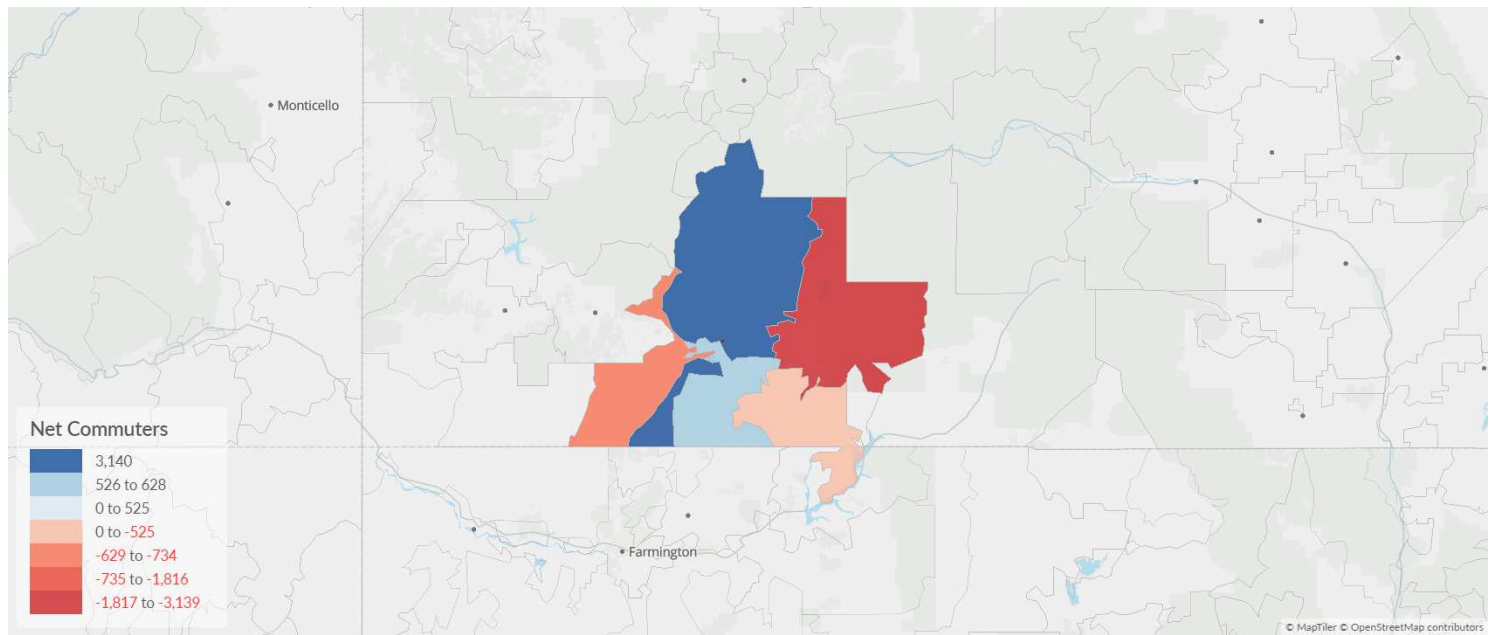 Monticello
Farmington
Net Commuters
3,140
526 to 628
0 to 525
0 to -525
-629 to -734
-735 to -1,816
-1,817 to -3,139
© MapTiler © OpenStreetMap contributors